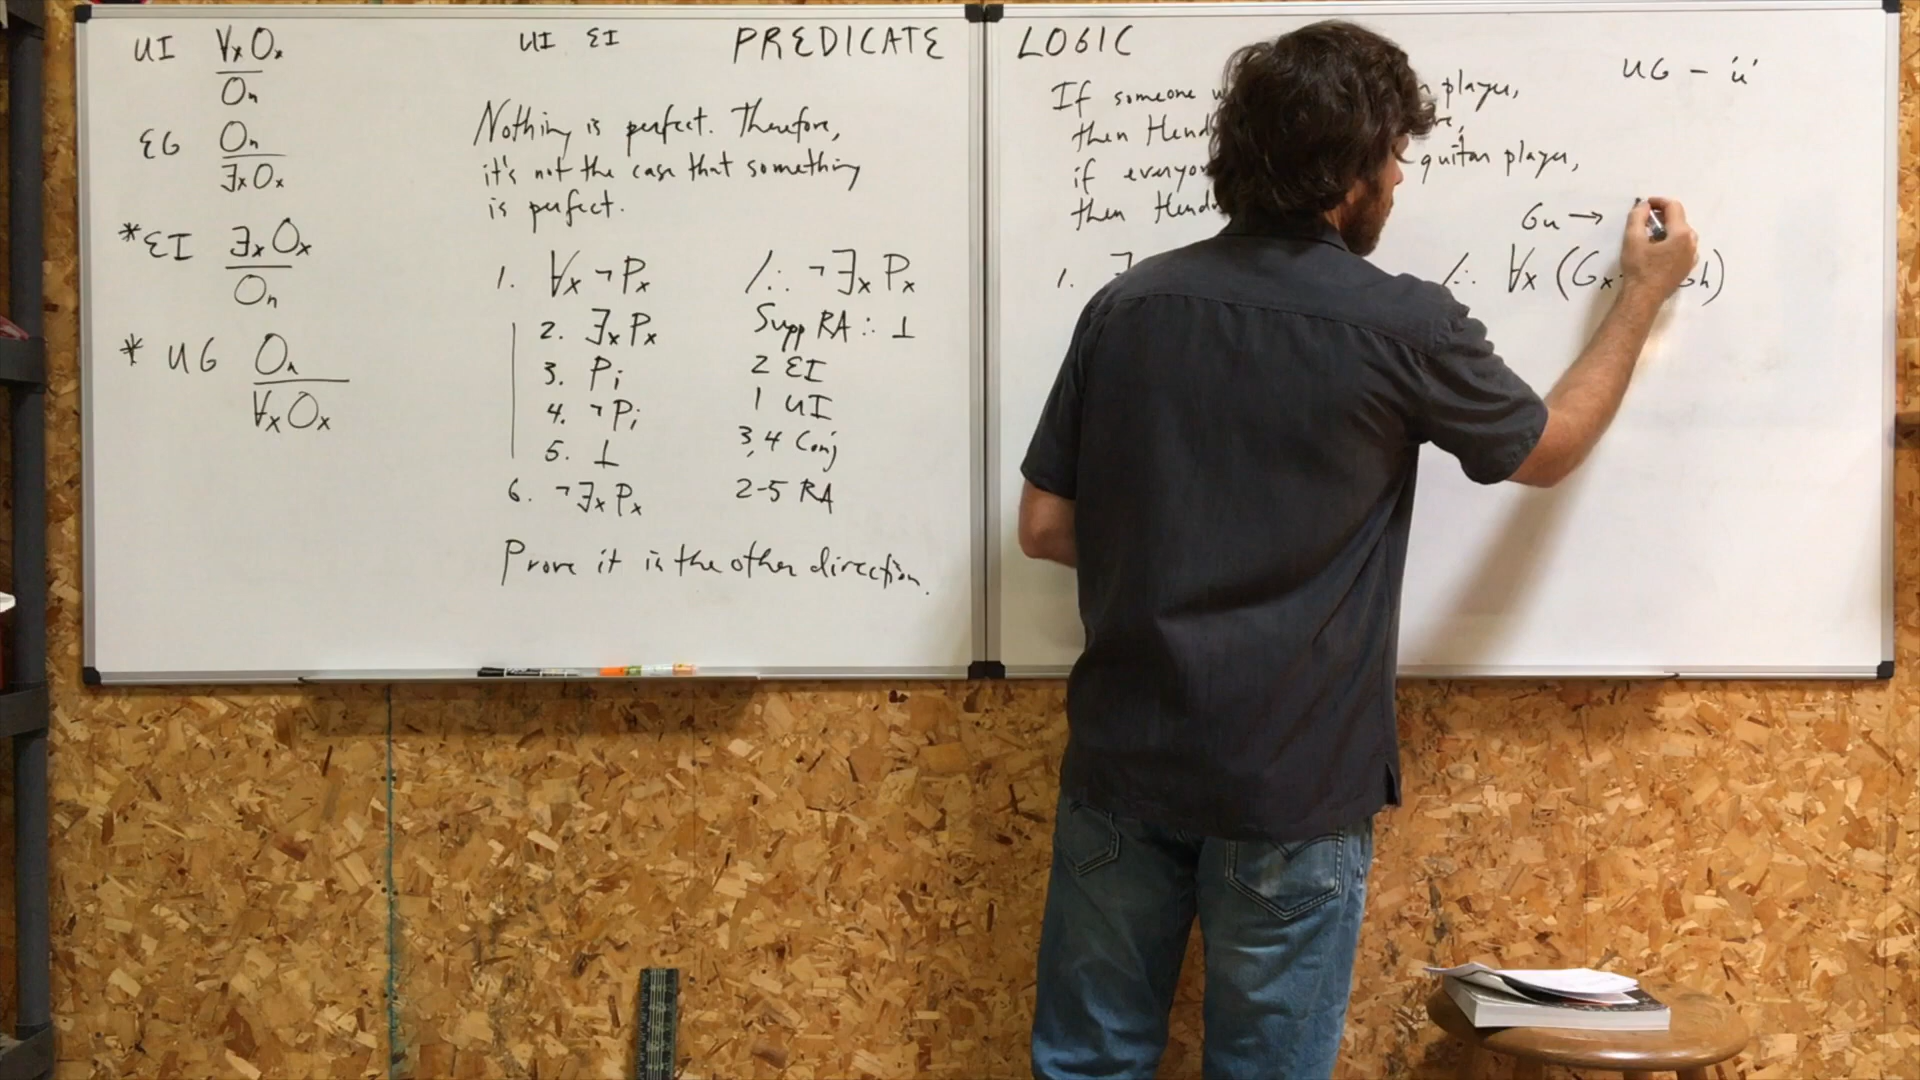 PREDICATE LOGIC
UI ∀x Ox
On
EG On
∃x Ox
*EI ∃x Ox
On
* UG On
∀x Ox
UI EI
Nothing is perfect. Therefore,
it's not the case that something
is perfect.
1. ∀x ¬Px /∴ ¬∃x Px
2. ∃x Px Supp RA ∴ ⊥
3. Pi 2 EI
4. ¬Pi 1 UI
5. ⊥ 3,4 Conj
6. ¬∃x Px 2-5 RA
Prove it in the other direction.
If someone player,
then
if guitar player,
then
UG - 'u'
Gu →
1. /∴ ∀x (Gx Gh)